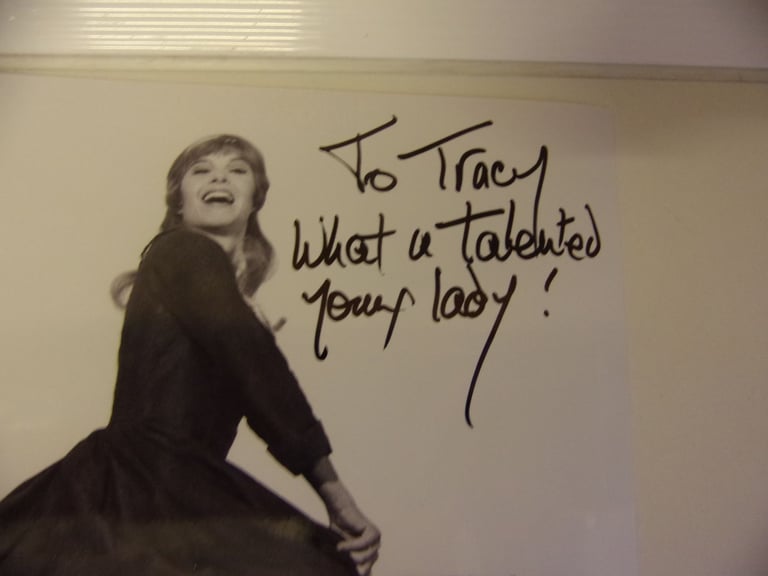 To Tracy
What a Talented
young lady!